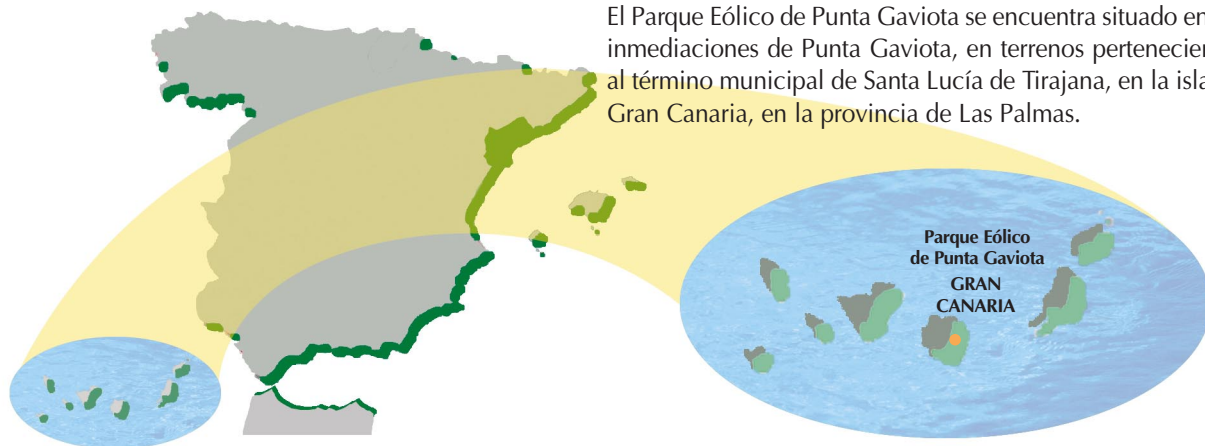 El Parque Eólico de Punta Gaviota se encuentra situado en
inmediaciones de Punta Gaviota, en terrenos pertenecien
al término municipal de Santa Lucía de Tirajana, en la isla
Gran Canaria, en la provincia de Las Palmas.
Parque Eólico
de Punta Gaviota
GRAN
CANARIA